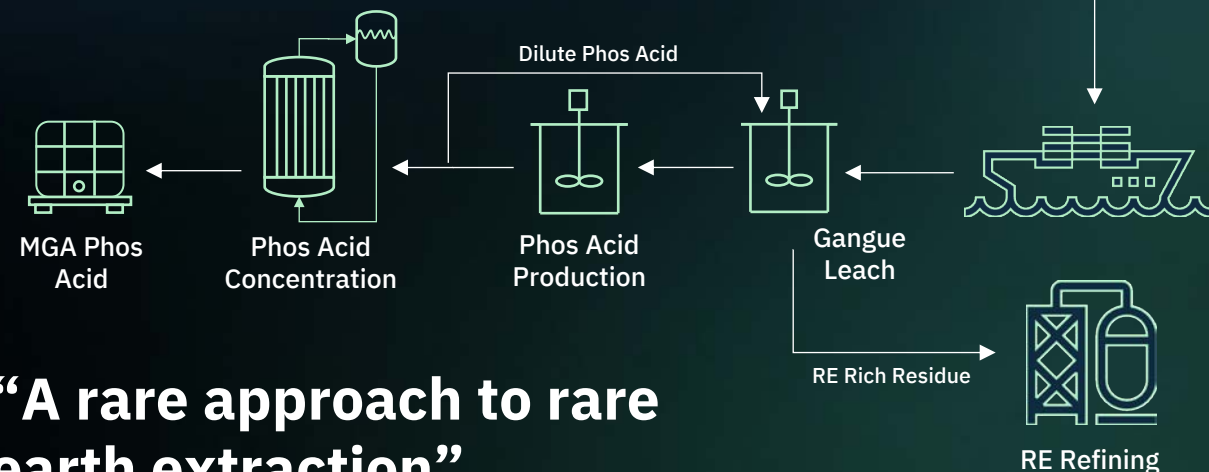 Dilute Phos Acid
MGA Phos
Acid
Phos Acid
Concentration
Phos Acid
Production
Gangue
Leach
RE Rich Residue
RE Refining
“A rare approach to rare
earth extraction”